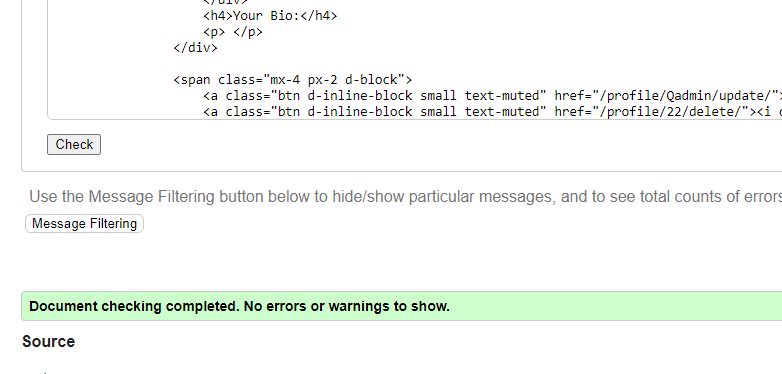 </div>
<h4>Your Bio:</h4>
<p> </p>
</div>
<span class="mx-4 px-2 d-block">
<a class="btn d-inline-block small text-muted" href="/profile/Qadmin/update/">
<a class="btn d-inline-block small text-muted" href="/profile/22/delete/"><i
Check
Use the Message Filtering button below to hide/show particular messages, and to see total counts of errors
Message Filtering
Document checking completed. No errors or warnings to show.
Source